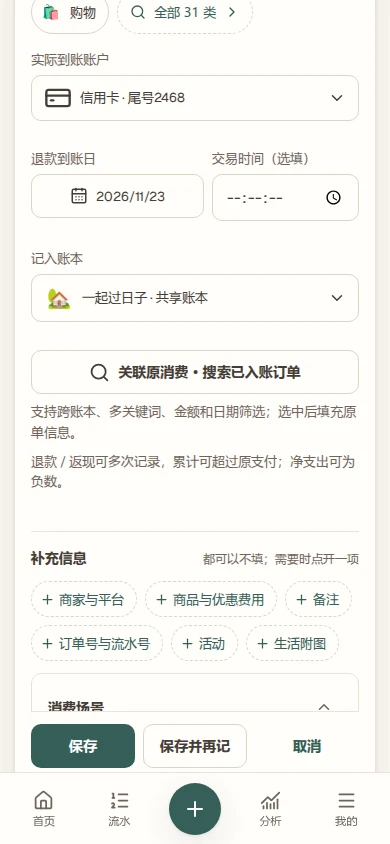 购物
全部 31 类
实际到账账户
信用卡 · 尾号2468
退款到账日
交易时间（选填）
2026/11/23
--:--:--
记入账本
一起过日子 · 共享账本
关联原消费 • 搜索已入账订单
支持跨账本、多关键词、金额和日期筛选；选中后填充原
单信息。
退款 / 返现可多次记录，累计可超过原支付；净支出可为
负数。
补充信息
都可以不填；需要时点开一项
+ 商家与平台
+ 商品与优惠费用
+ 备注
+ 订单号与流水号
+ 活动
+ 生活附图
消费场景
保存
保存并再记
取消
首页
流水
分析
我的